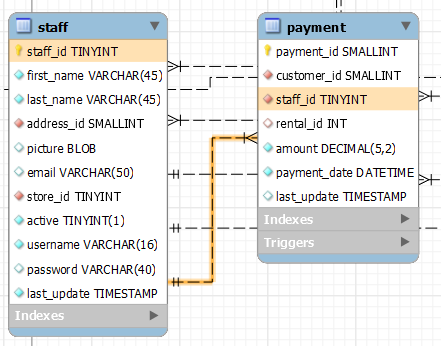 staff
staff_id TINYINT
first_name VARCHAR(45)
last_name VARCHAR(45)
address_id SMALLINT
picture BLOB
email VARCHAR(50)
store_id TINYINT
active TINYINT(1)
username VARCHAR(16)
password VARCHAR(40)
last_update TIMESTAMP
Indexes
payment
payment_id SMALLINT
customer_id SMALLINT
staff_id TINYINT
rental_id INT
amount DECIMAL(5,2)
payment_date DATETIME
last_update TIMESTAMP
Indexes
Triggers